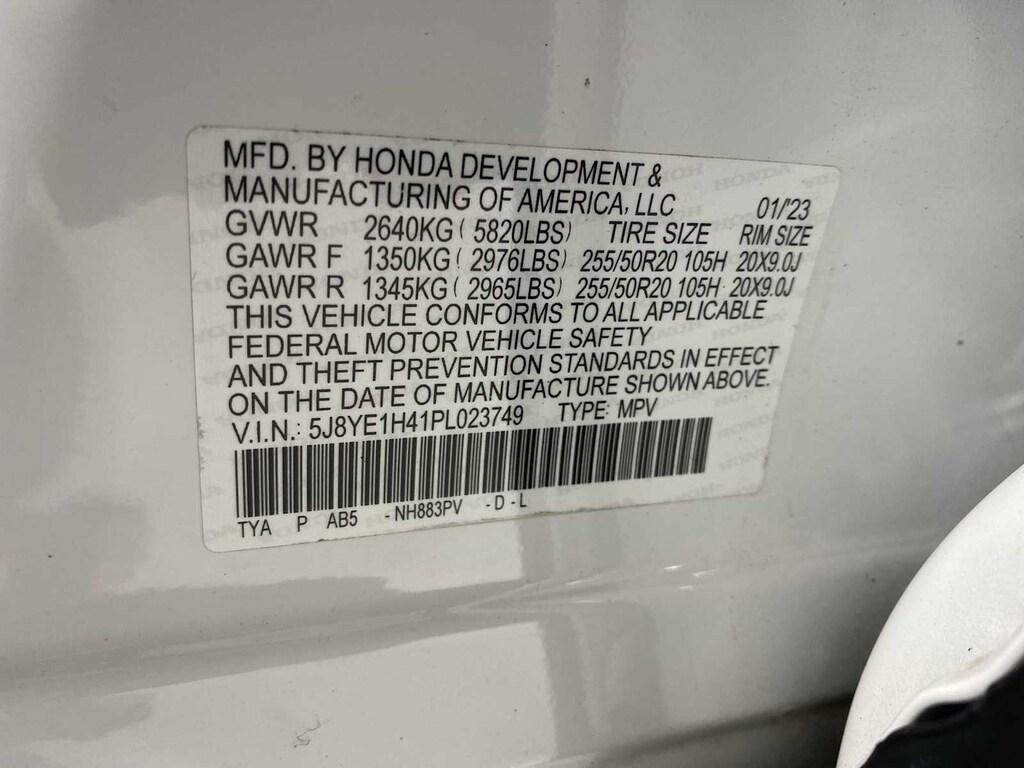 MFD. BY HONDA DEVELOPMENT &
MANUFACTURING OF AMERICA, LLC 01/'23
GVWR 2640KG ( 5820LBS) TIRE SIZE RIM SIZE
GAWR F 1350KG ( 2976LBS) 255/50R20 105H 20X9.0J
GAWR R 1345KG ( 2965LBS) 255/50R20 105H 20X9.0J
THIS VEHICLE CONFORMS TO ALL APPLICABLE
FEDERAL MOTOR VEHICLE SAFETY
AND THEFT PREVENTION STANDARDS IN EFFECT
ON THE DATE OF MANUFACTURE SHOWN ABOVE.
V.I.N.: 5J8YE1H41PL023749 TYPE: MPV
TYA P AB5 - NH883PV - D - L